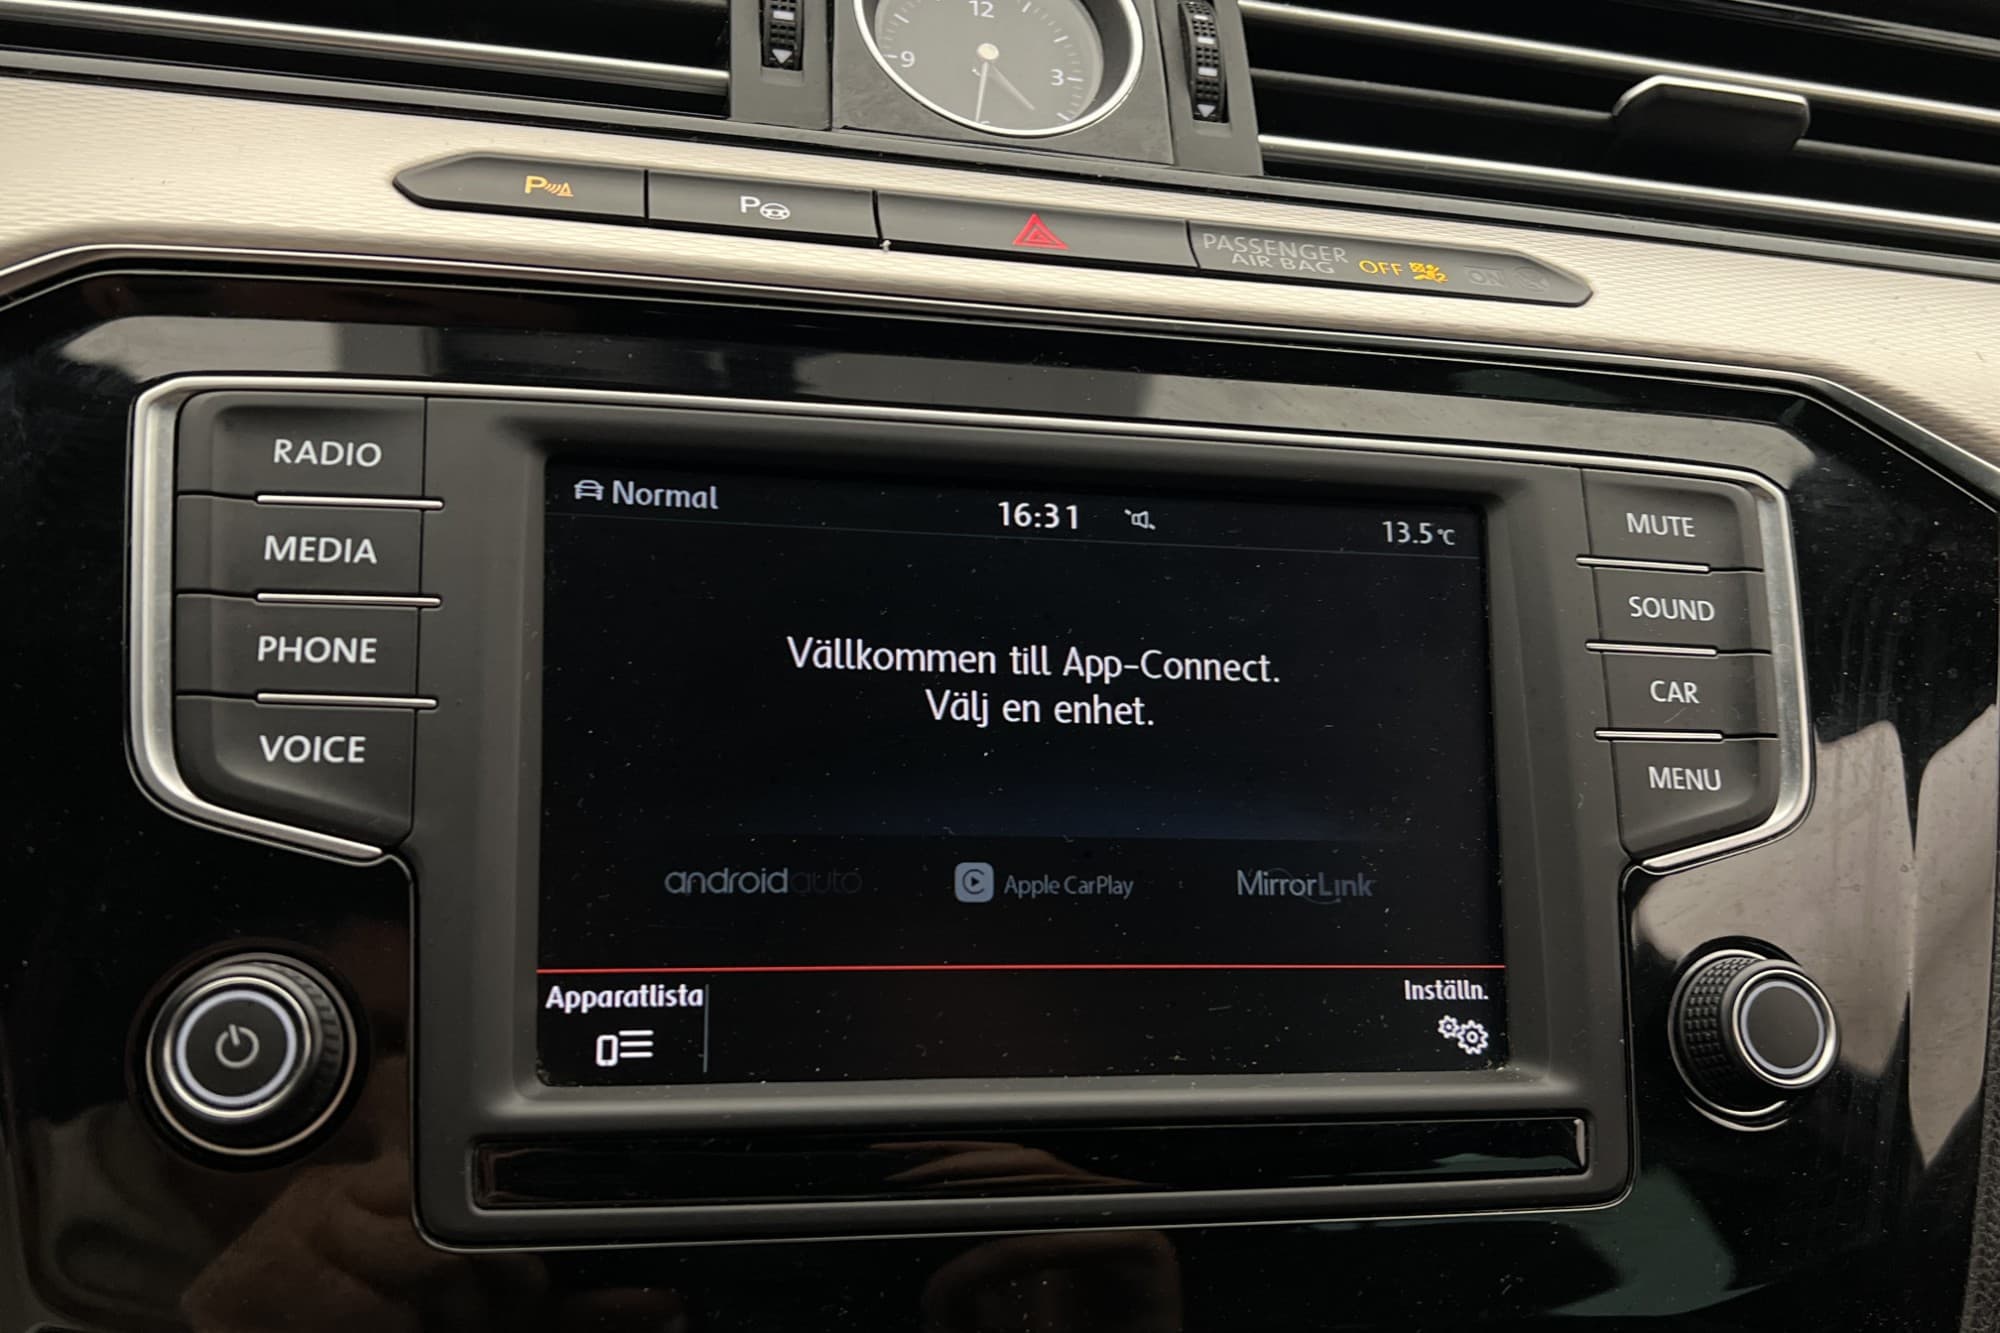 12
9
3
P
P
PASSENGER
AIR BAG OFF ON
RADIO
MEDIA
PHONE
VOICE
Normal
16:31
13.5°C
Vällkommen till App-Connect.
Välj en enhet.
androidauto
Apple CarPlay
MirrorLink
Apparatlista
Inställn.
MUTE
SOUND
CAR
MENU